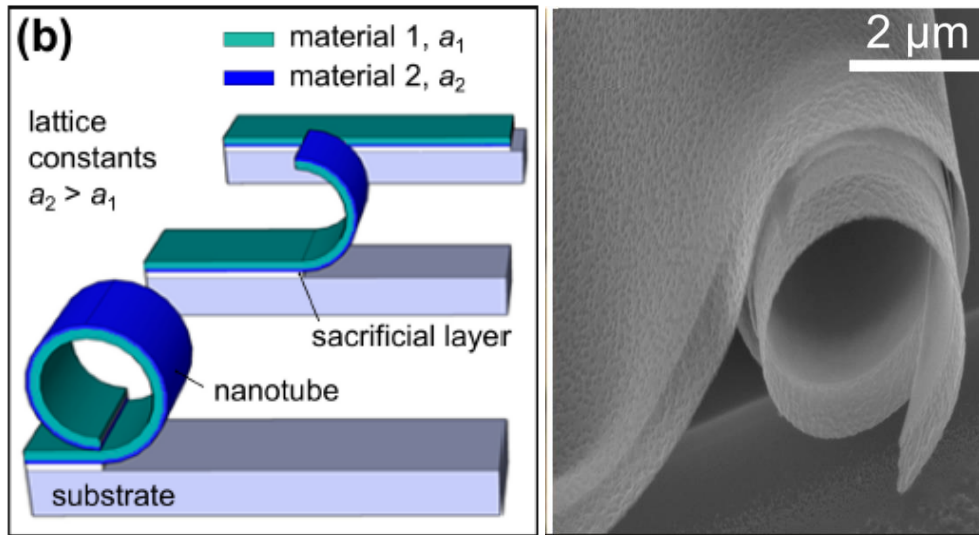 (b)
material 1, a₁
material 2, a₂
lattice
constants
a₂ > a₁
sacrificial layer
nanotube
substrate
2 μm